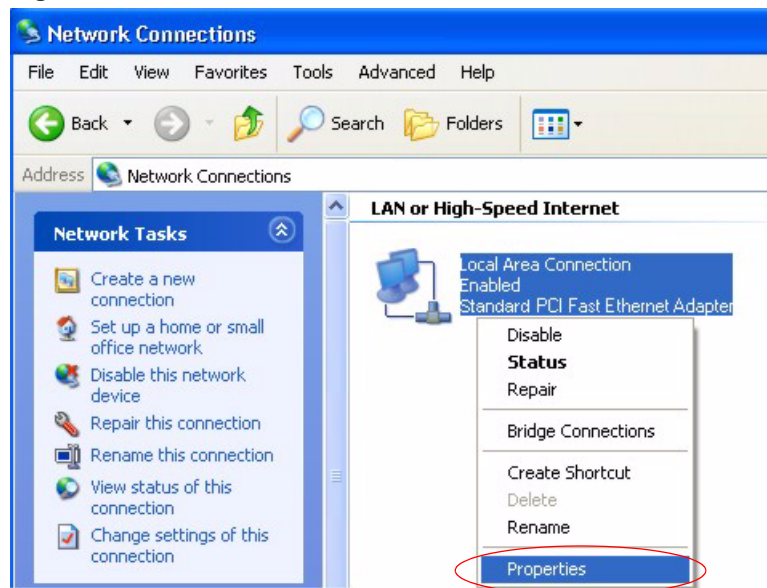 Network Connections
File Edit View Favorites Tools Advanced Help
Back Search Folders
Address Network Connections
Network Tasks
Create a new
connection
Set up a home or small
office network
Disable this network
device
Repair this connection
Rename this connection
View status of this
connection
Change settings of this
connection
LAN or High-Speed Internet
Local Area Connection
Enabled
Standard PCI Fast Ethernet Adapter
Disable
Status
Repair
Bridge Connections
Create Shortcut
Delete
Rename
Properties